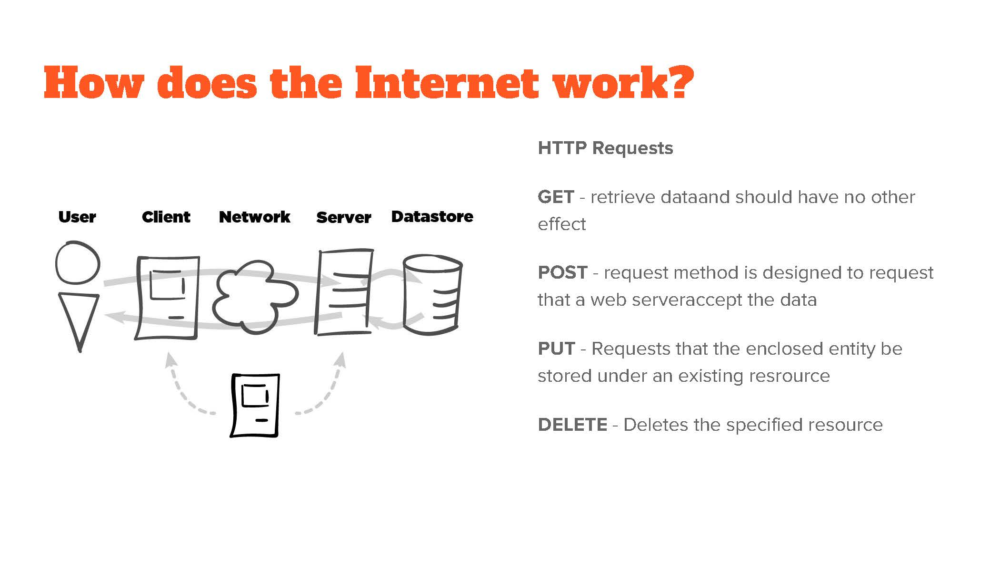 How does the Internet work?
User Client Network Server Datastore
HTTP Requests
GET - retrieve dataand should have no other
effect
POST - request method is designed to request
that a web serveraccept the data
PUT - Requests that the enclosed entity be
stored under an existing resrource
DELETE - Deletes the specified resource